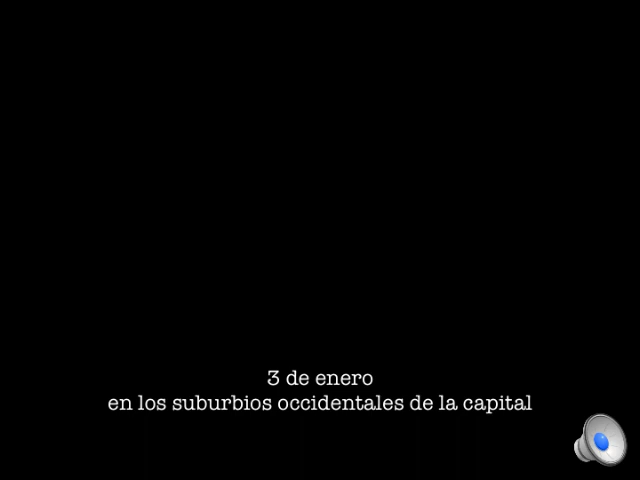 3 de enero
en los suburbios occidentales de la capital